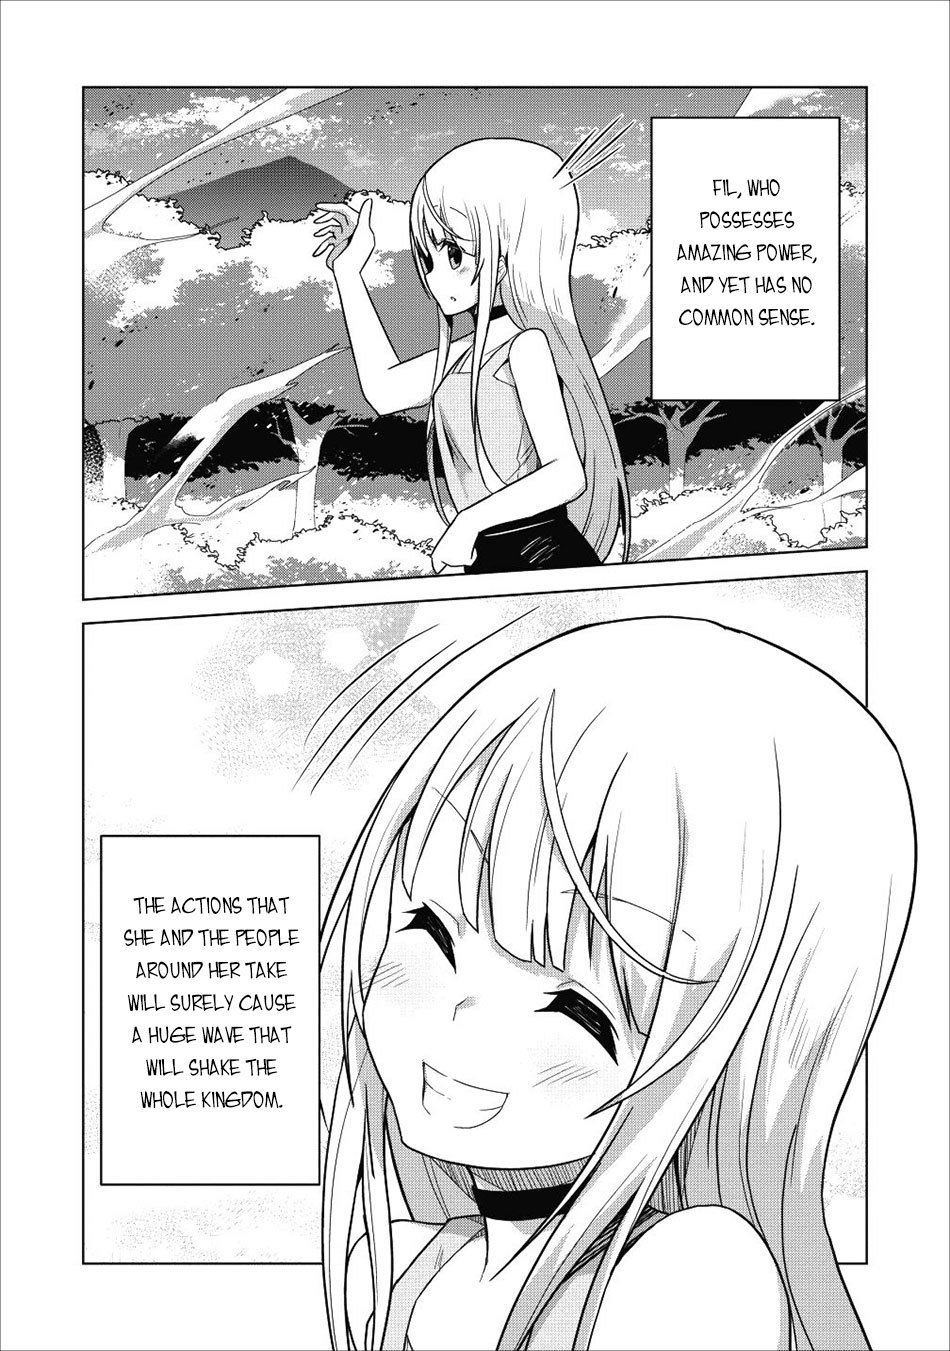 FIL, WHO
POSSESSES
AMAZING POWER,
AND YET HAS NO
COMMON SENSE.
THE ACTIONS THAT
SHE AND THE PEOPLE
AROUND HER TAKE
WILL SURELY CAUSE
A HUGE WAVE THAT
WILL SHAKE THE
WHOLE KINGDOM.